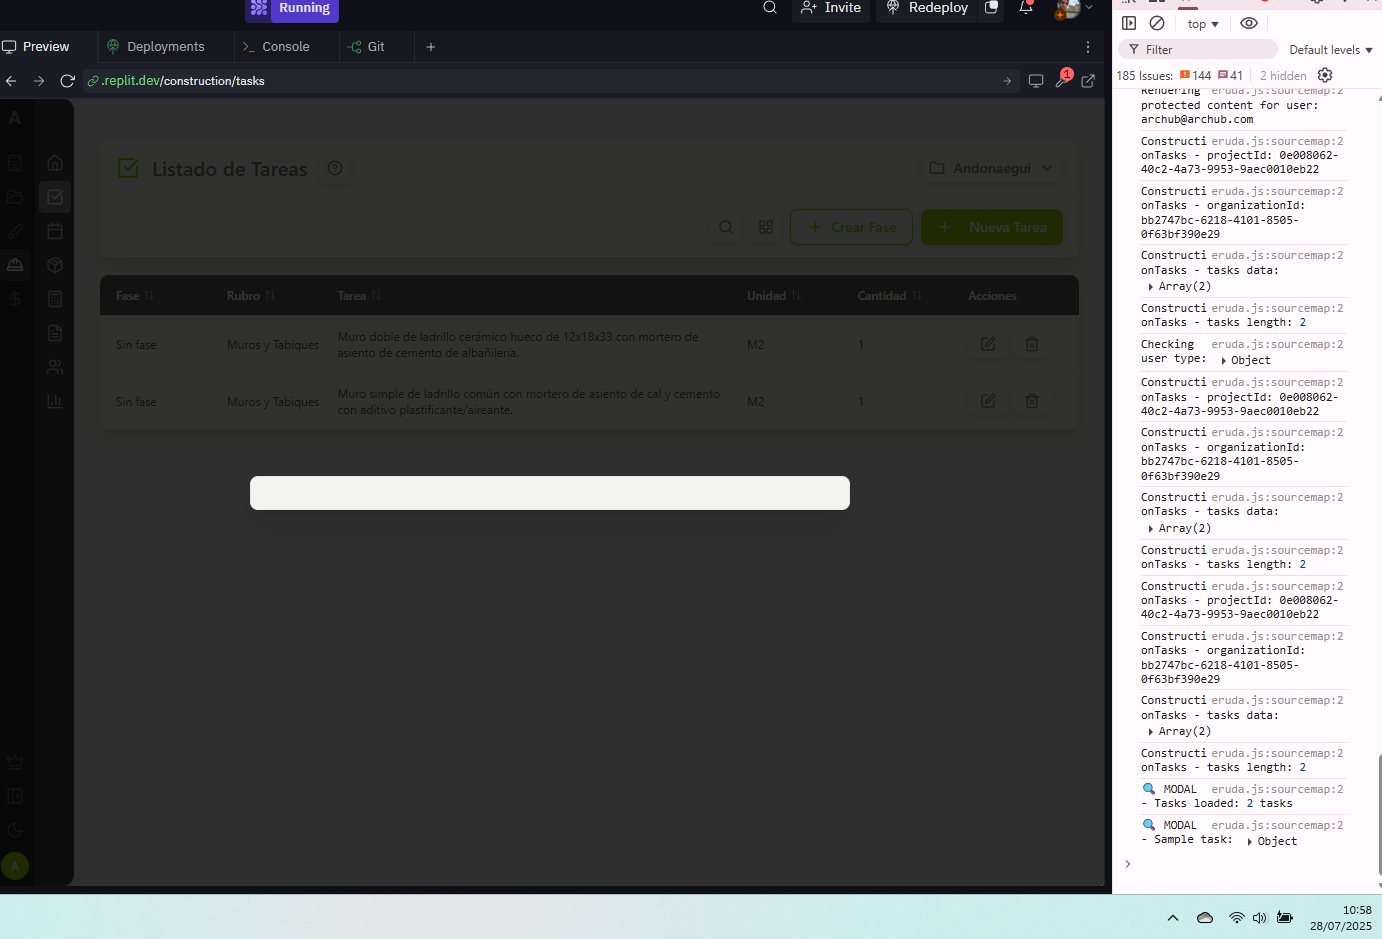 Running
Invite
Redeploy
Preview
Deployments
Console
Git
.replit.dev/construction/tasks
1
A
Listado de Tareas
Andonaegui
Crear Fase
Nueva Tarea
Fase
Rubro
Tarea
Unidad
Cantidad
Acciones
Sin fase
Muros y Tabiques
Muro doble de ladrillo cerámico hueco de 12x18x33 con mortero de
asiento de cemento de albañilería.
M2
1
Sin fase
Muros y Tabiques
Muro simple de ladrillo común con mortero de asiento de cal y cemento
con aditivo plastificante/aireante.
M2
1
A
top
Filter
Default levels
185 Issues: 144 41 2 hidden
Rendering eruda.js:sourcemap:2
protected content for user:
archub@archub.com
Constructi eruda.js:sourcemap:2
onTasks - projectId: 0e008062-
40c2-4a73-9953-9aec0010eb22
Constructi eruda.js:sourcemap:2
onTasks - organizationId:
bb2747bc-6218-4101-8505-
0f63bf390e29
Constructi eruda.js:sourcemap:2
onTasks - tasks data:
Array(2)
Constructi eruda.js:sourcemap:2
onTasks - tasks length: 2
Checking eruda.js:sourcemap:2
user type: Object
Constructi eruda.js:sourcemap:2
onTasks - projectId: 0e008062-
40c2-4a73-9953-9aec0010eb22
Constructi eruda.js:sourcemap:2
onTasks - organizationId:
bb2747bc-6218-4101-8505-
0f63bf390e29
Constructi eruda.js:sourcemap:2
onTasks - tasks data:
Array(2)
Constructi eruda.js:sourcemap:2
onTasks - tasks length: 2
Constructi eruda.js:sourcemap:2
onTasks - projectId: 0e008062-
40c2-4a73-9953-9aec0010eb22
Constructi eruda.js:sourcemap:2
onTasks - organizationId:
bb2747bc-6218-4101-8505-
0f63bf390e29
Constructi eruda.js:sourcemap:2
onTasks - tasks data:
Array(2)
Constructi eruda.js:sourcemap:2
onTasks - tasks length: 2
MODAL eruda.js:sourcemap:2
- Tasks loaded: 2 tasks
MODAL eruda.js:sourcemap:2
- Sample task: Object
10:58
28/07/2025